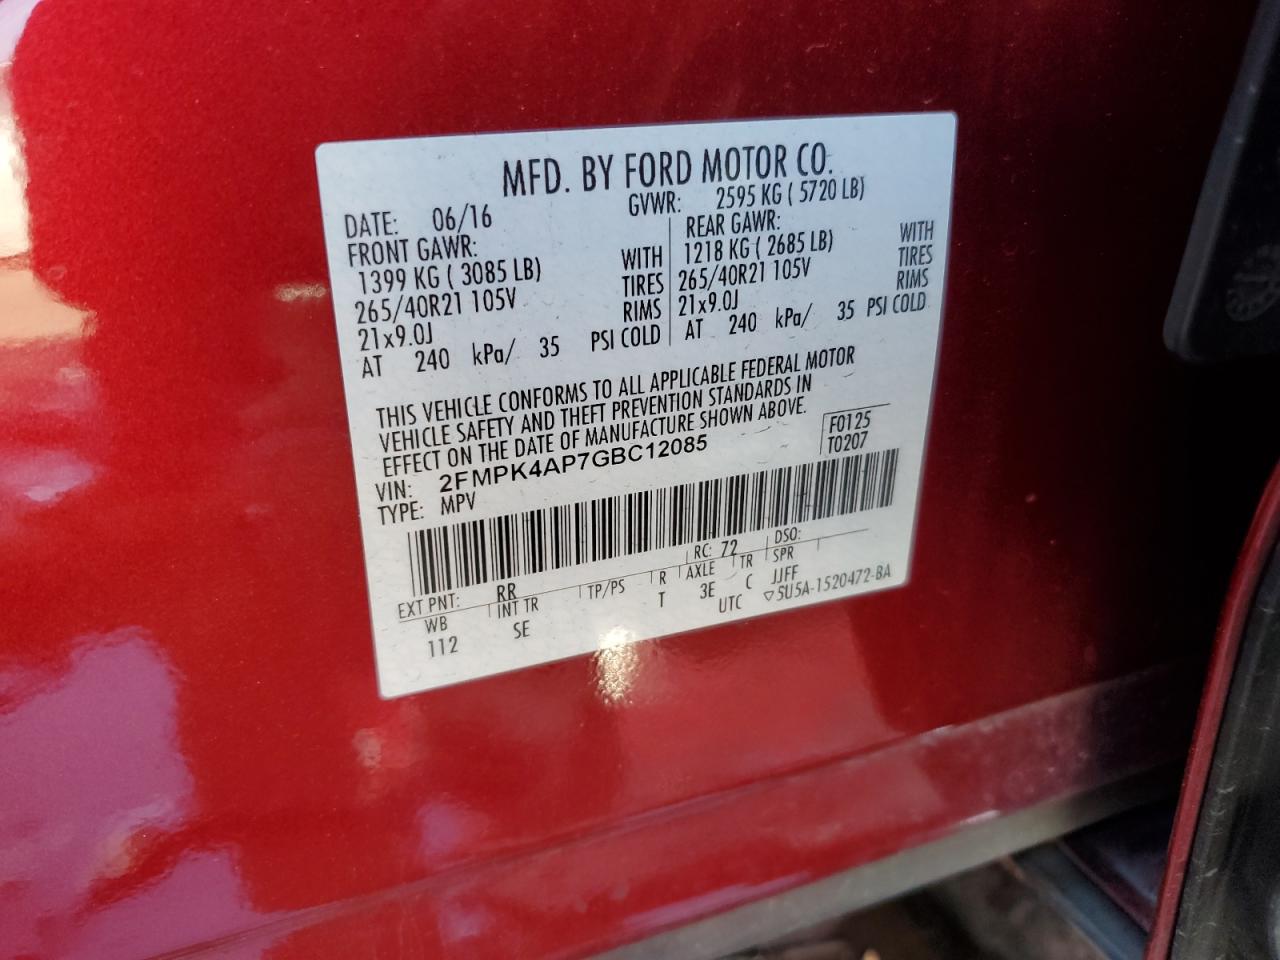 MFD. BY FORD MOTOR CO.
DATE: 06/16 GVWR: 2595 KG ( 5720 LB)
FRONT GAWR: REAR GAWR:
1399 KG ( 3085 LB) WITH 1218 KG ( 2685 LB) WITH
265/40R21 105V TIRES 265/40R21 105V TIRES
21x9.0J RIMS 21x9.0J RIMS
AT 240 kPa/ 35 PSI COLD AT 240 kPa/ 35 PSI COLD
THIS VEHICLE CONFORMS TO ALL APPLICABLE FEDERAL MOTOR
VEHICLE SAFETY AND THEFT PREVENTION STANDARDS IN
EFFECT ON THE DATE OF MANUFACTURE SHOWN ABOVE.
F0125
VIN: 2FMPK4AP7GBC12085 T0207
TYPE: MPV
EXT PNT: RR RC: 72 DSO:
WB INT TR TP/PS R AXLE TR SPR
112 SE T 3E C JJFF
UTC ▽5U5A-1520472-BA